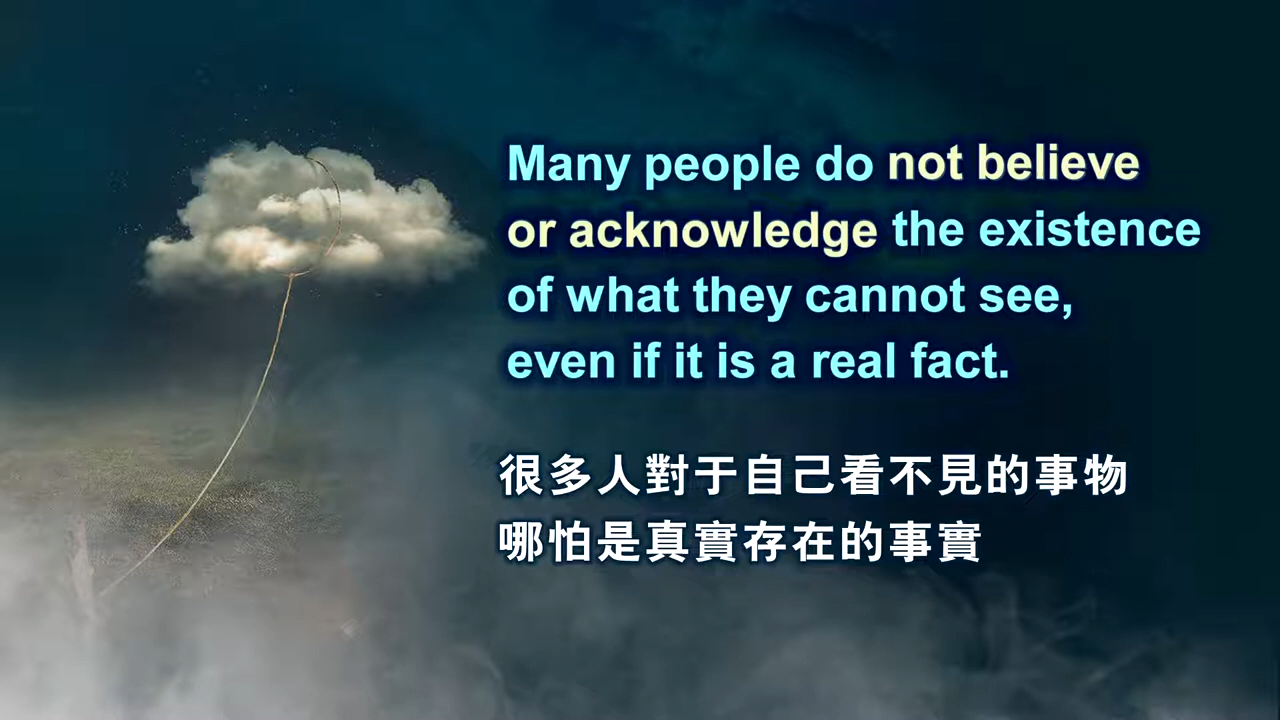 Many people do not believe
or acknowledge the existence
of what they cannot see,
even if it is a real fact.
很多人對于自己看不見的事物
哪怕是真實存在的事實